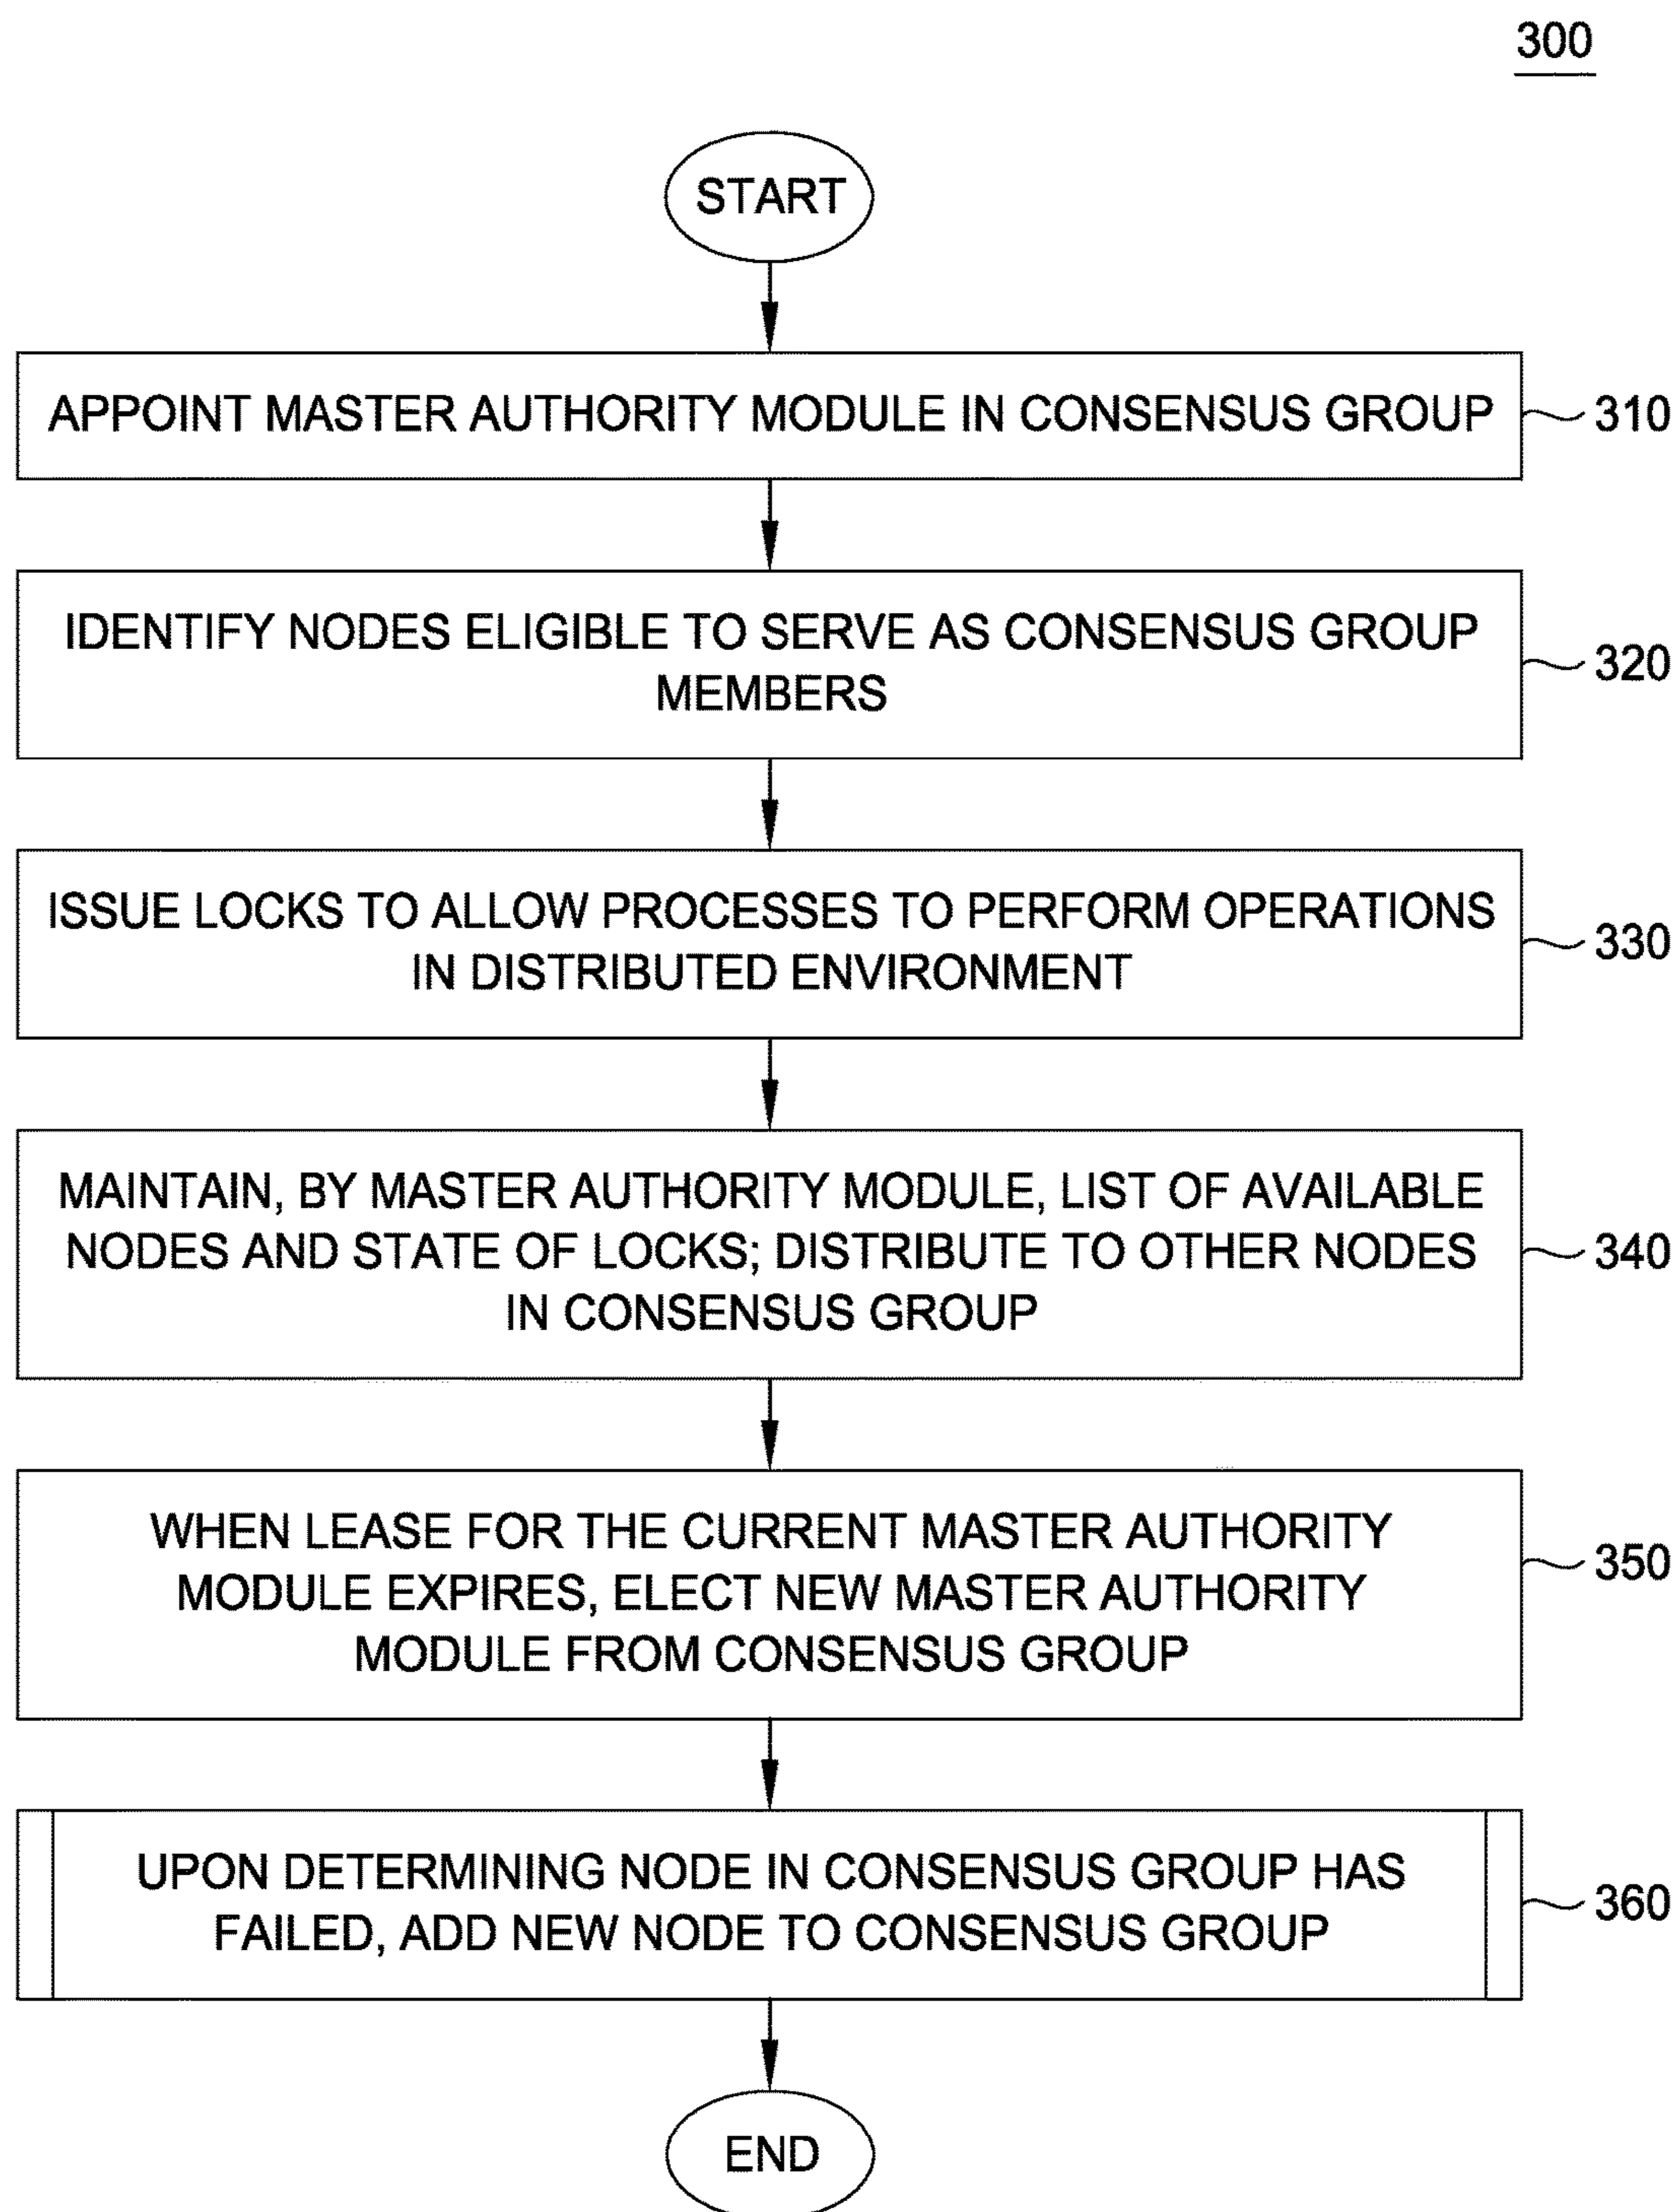 300
START
APPOINT MASTER AUTHORITY MODULE IN CONSENSUS GROUP
310
IDENTIFY NODES ELIGIBLE TO SERVE AS CONSENSUS GROUP
MEMBERS
320
ISSUE LOCKS TO ALLOW PROCESSES TO PERFORM OPERATIONS
IN DISTRIBUTED ENVIRONMENT
330
MAINTAIN, BY MASTER AUTHORITY MODULE, LIST OF AVAILABLE
NODES AND STATE OF LOCKS; DISTRIBUTE TO OTHER NODES
IN CONSENSUS GROUP
340
WHEN LEASE FOR THE CURRENT MASTER AUTHORITY
MODULE EXPIRES, ELECT NEW MASTER AUTHORITY
MODULE FROM CONSENSUS GROUP
350
UPON DETERMINING NODE IN CONSENSUS GROUP HAS
FAILED, ADD NEW NODE TO CONSENSUS GROUP
360
END